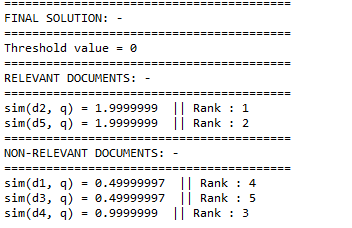 =========================================
FINAL SOLUTION: -
=========================================
Threshold value = 0
=========================================
RELEVANT DOCUMENTS: -
=========================================
sim(d2, q) = 1.9999999  || Rank : 1
sim(d5, q) = 1.9999999  || Rank : 2
=========================================
NON-RELEVANT DOCUMENTS: -
=========================================
sim(d1, q) = 0.49999997  || Rank : 4
sim(d3, q) = 0.49999997  || Rank : 5
sim(d4, q) = 0.9999999  || Rank : 3